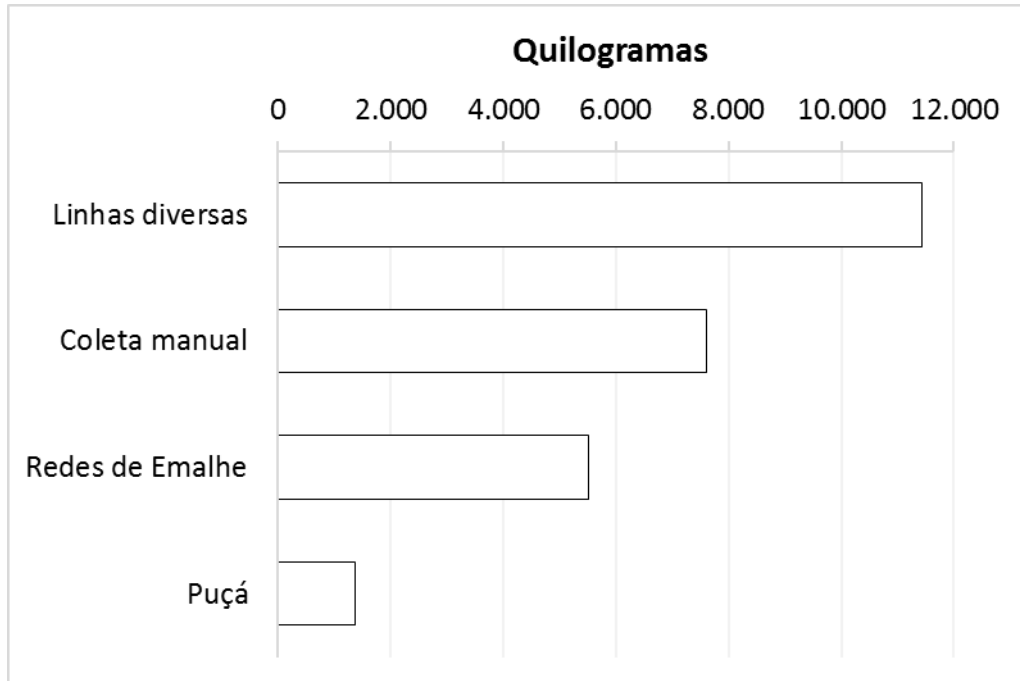 Quilogramas
0 2.000 4.000 6.000 8.000 10.000 12.000
Linhas diversas
Coleta manual
Redes de Emalhe
Puçá